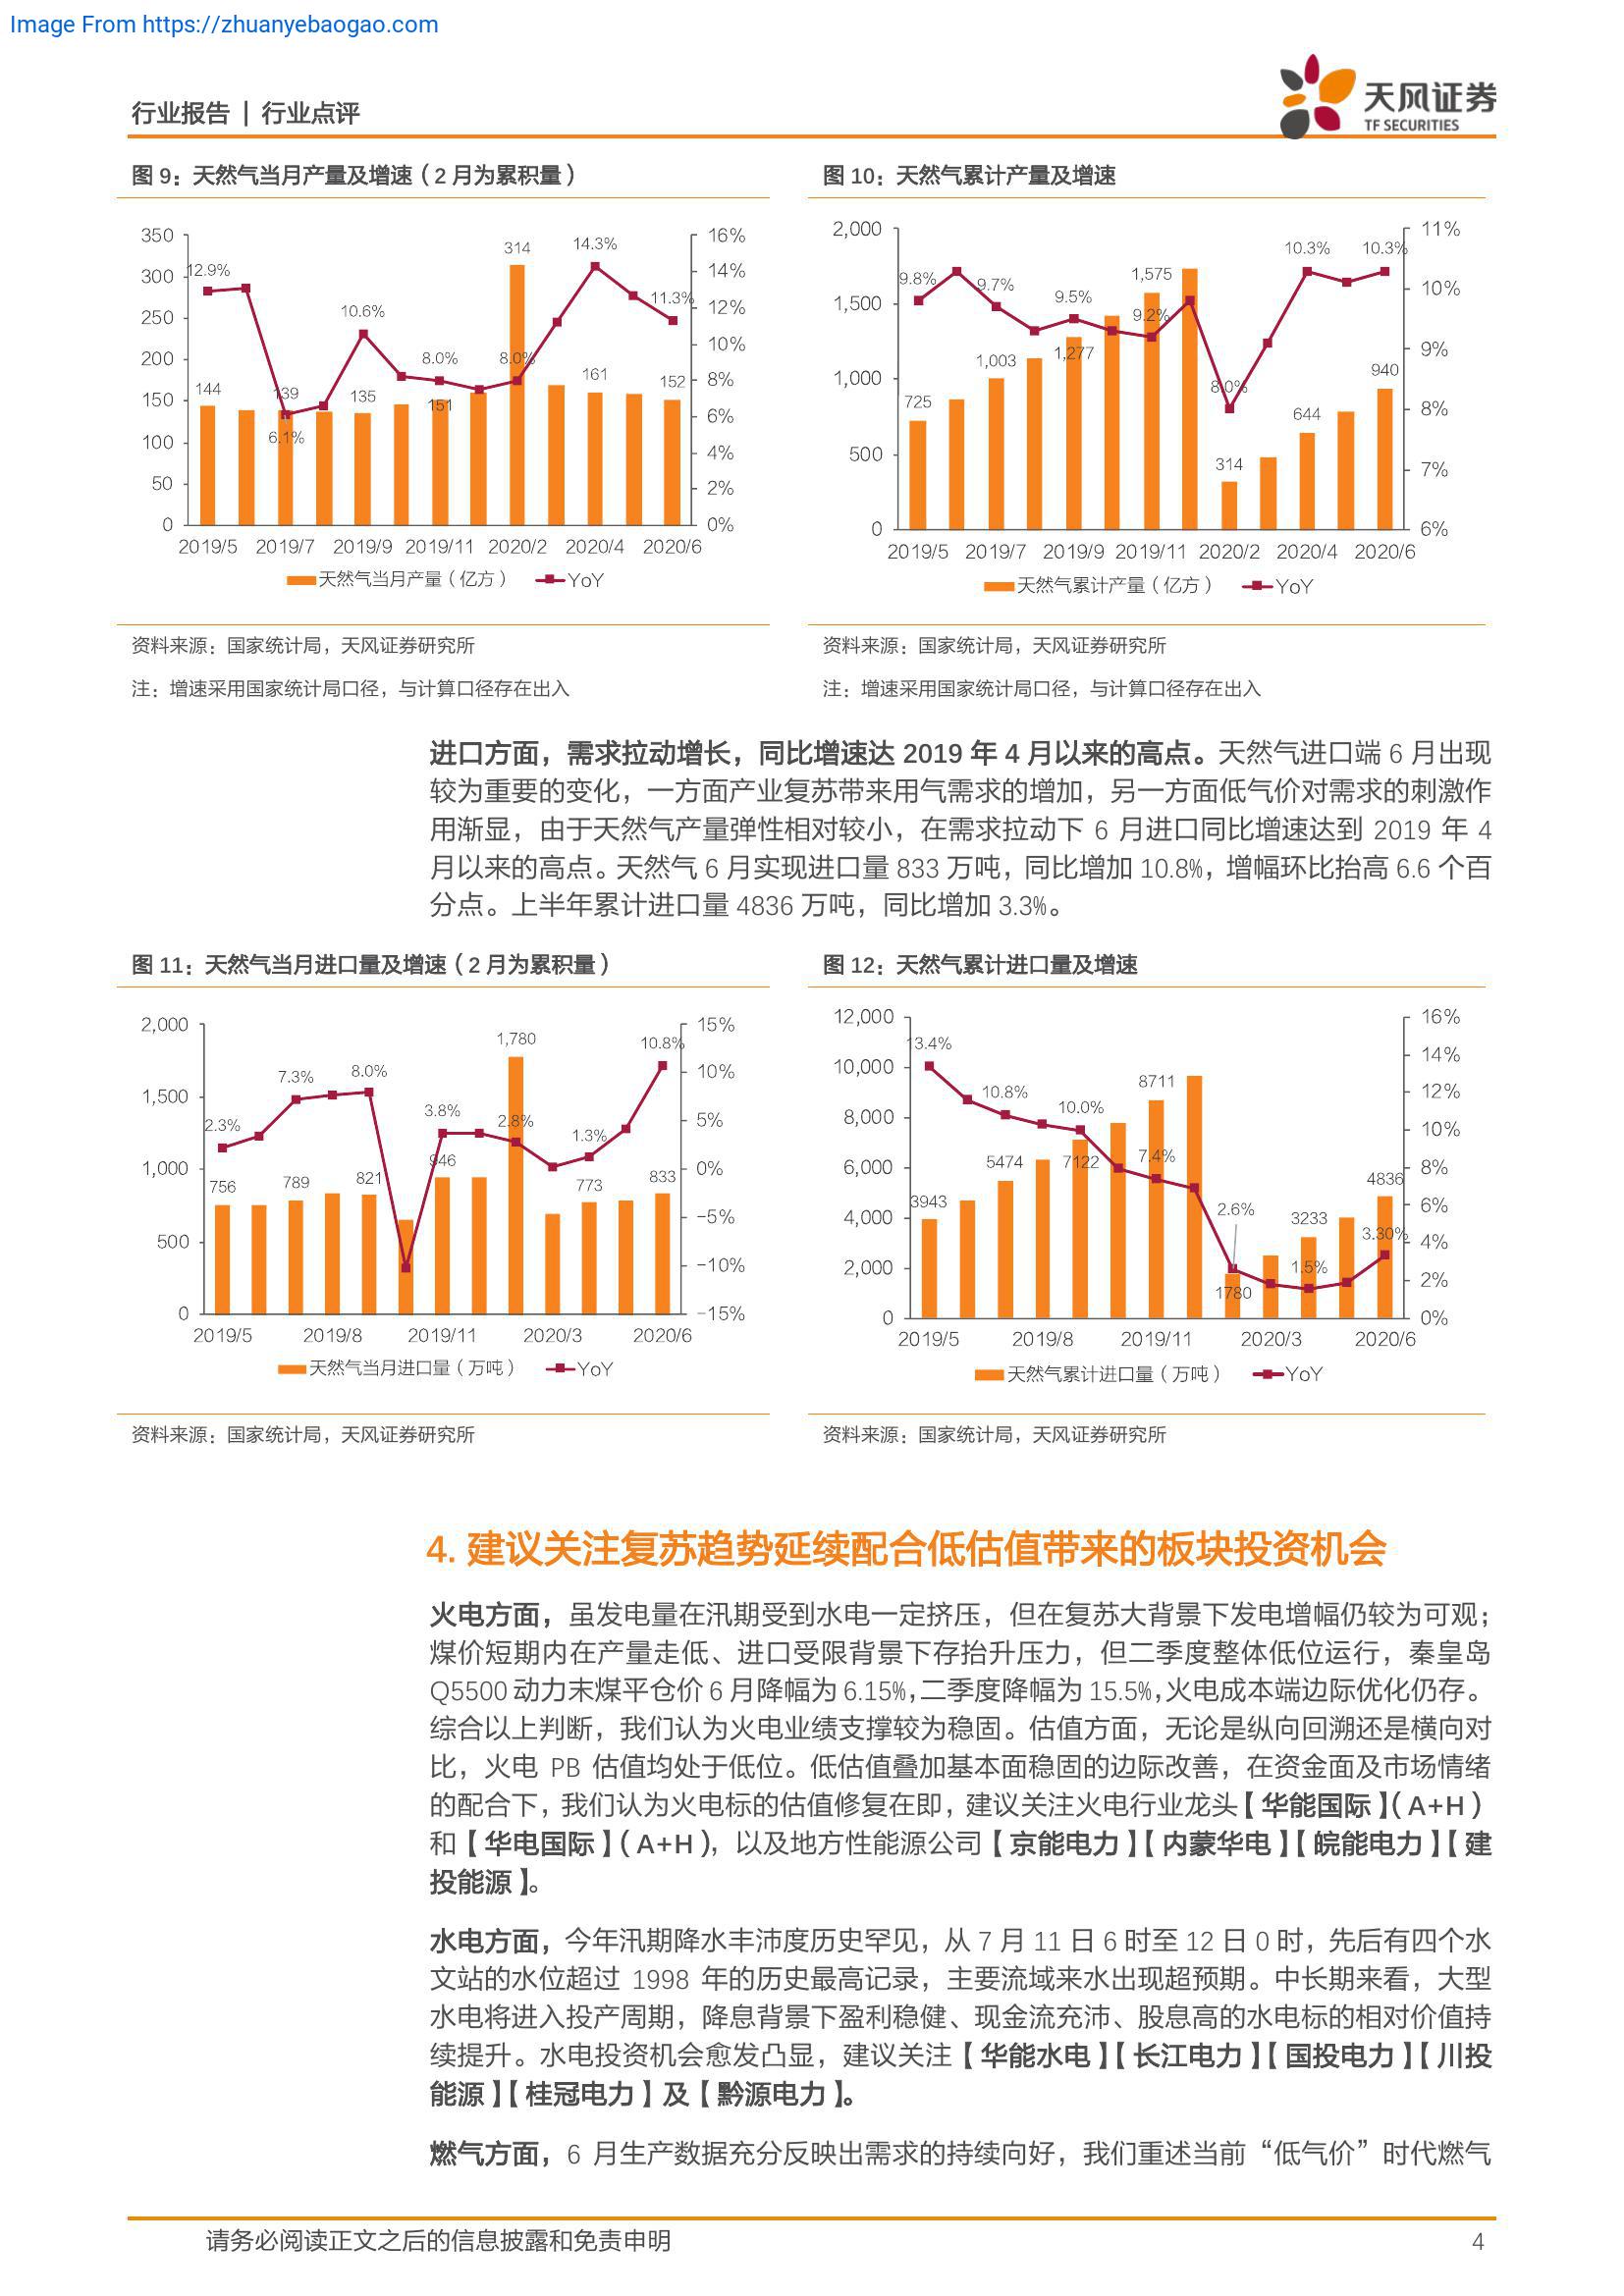 Image From https://zhuanyebaogao.com
行业报告 | 行业点评
天风证券
TF SECURITIES
图 9：天然气当月产量及增速（2 月为累积量）
350
300
250
200
150
100
50
0
16%
14%
12%
10%
8%
6%
4%
2%
0%
12.9%
6.1%
10.6%
8.0%
8.0%
14.3%
11.3%
144
139
135
151
314
161
152
2019/5 2019/7 2019/9 2019/11 2020/2 2020/4 2020/6
天然气当月产量（亿方） YoY
资料来源：国家统计局，天风证券研究所
注：增速采用国家统计局口径，与计算口径存在出入
图 10：天然气累计产量及增速
2,000
1,500
1,000
500
0
11%
10%
9%
8%
7%
6%
9.8%
9.7%
9.5%
9.2%
8.0%
10.3%
10.3%
725
1,003
1,277
1,575
314
644
940
2019/5 2019/7 2019/9 2019/11 2020/2 2020/4 2020/6
天然气累计产量（亿方） YoY
资料来源：国家统计局，天风证券研究所
注：增速采用国家统计局口径，与计算口径存在出入
进口方面，需求拉动增长，同比增速达 2019 年 4 月以来的高点。天然气进口端 6 月出现
较为重要的变化，一方面产业复苏带来用气需求的增加，另一方面低气价对需求的刺激作
用渐显，由于天然气产量弹性相对较小，在需求拉动下 6 月进口同比增速达到 2019 年 4
月以来的高点。天然气 6 月实现进口量 833 万吨，同比增加 10.8%，增幅环比抬高 6.6 个百
分点。上半年累计进口量 4836 万吨，同比增加 3.3%。
图 11：天然气当月进口量及增速（2 月为累积量）
2,000
1,500
1,000
500
0
15%
10%
5%
0%
−5%
−10%
−15%
2.3%
7.3%
8.0%
3.8%
2.8%
1.3%
10.8%
756
789
821
946
1,780
773
833
2019/5 2019/8 2019/11 2020/3 2020/6
天然气当月进口量（万吨） YoY
资料来源：国家统计局，天风证券研究所
图 12：天然气累计进口量及增速
12,000
10,000
8,000
6,000
4,000
2,000
0
16%
14%
12%
10%
8%
6%
4%
2%
0%
13.4%
10.8%
10.0%
7.4%
2.6%
1.5%
3.30%
3943
5474
7122
8711
1780
3233
4836
2019/5 2019/8 2019/11 2020/3 2020/6
天然气累计进口量（万吨） YoY
资料来源：国家统计局，天风证券研究所
4. 建议关注复苏趋势延续配合低估值带来的板块投资机会
火电方面，虽发电量在汛期受到水电一定挤压，但在复苏大背景下发电增幅仍较为可观；
煤价短期内在产量走低、进口受限背景下存抬升压力，但二季度整体低位运行，秦皇岛
Q5500 动力末煤平仓价 6 月降幅为 6.15%，二季度降幅为 15.5%，火电成本端边际优化仍存。
综合以上判断，我们认为火电业绩支撑较为稳固。估值方面，无论是纵向回溯还是横向对
比，火电 PB 估值均处于低位。低估值叠加基本面稳固的边际改善，在资金面及市场情绪
的配合下，我们认为火电标的估值修复在即，建议关注火电行业龙头【华能国际】（A+H）
和【华电国际】（A+H），以及地方性能源公司【京能电力】【内蒙华电】【皖能电力】【建
投能源】。
水电方面，今年汛期降水丰沛度历史罕见，从 7 月 11 日 6 时至 12 日 0 时，先后有四个水
文站的水位超过 1998 年的历史最高记录，主要流域来水出现超预期。中长期来看，大型
水电将进入投产周期，降息背景下盈利稳健、现金流充沛、股息高的水电标的相对价值持
续提升。水电投资机会愈发凸显，建议关注【华能水电】【长江电力】【国投电力】【川投
能源】【桂冠电力】及【黔源电力】。
燃气方面，6 月生产数据充分反映出需求的持续向好，我们重述当前“低气价”时代燃气
请务必阅读正文之后的信息披露和免责申明
4